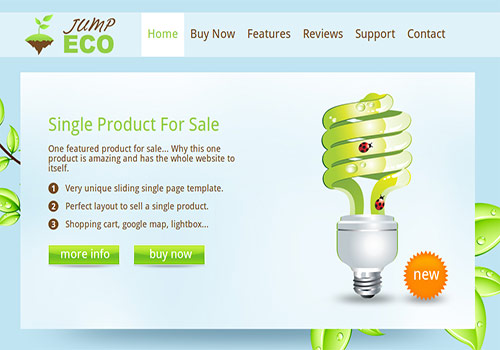 JUMP
ECO
Home Buy Now Features Reviews Support Contact
Single Product For Sale
One featured product for sale... Why this one
product is amazing and has the whole website to
itself.
1 Very unique sliding single page template.
2 Perfect layout to sell a single product.
3 Shopping cart, google map, lightbox...
more info buy now
new